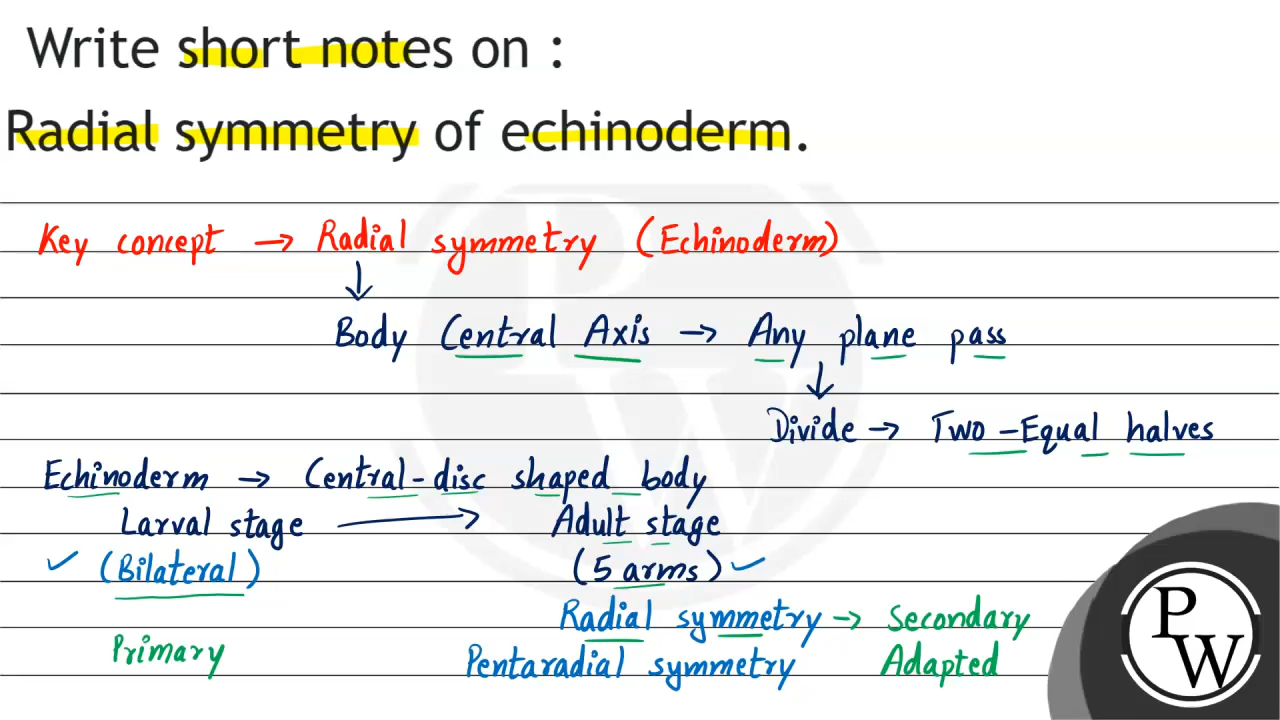 Write short notes on :
Radial symmetry of echinoderm.
Key concept → Radial symmetry (Echinoderm)
↓
Body Central Axis → Any plane pass
↓
Divide → Two-Equal halves
Echinoderm → Central-disc shaped body
Larval stage → Adult stage
✓ (Bilateral) (5 arms) ✓
Radial symmetry → Secondary
Primary Pentaradial symmetry Adapted
PW